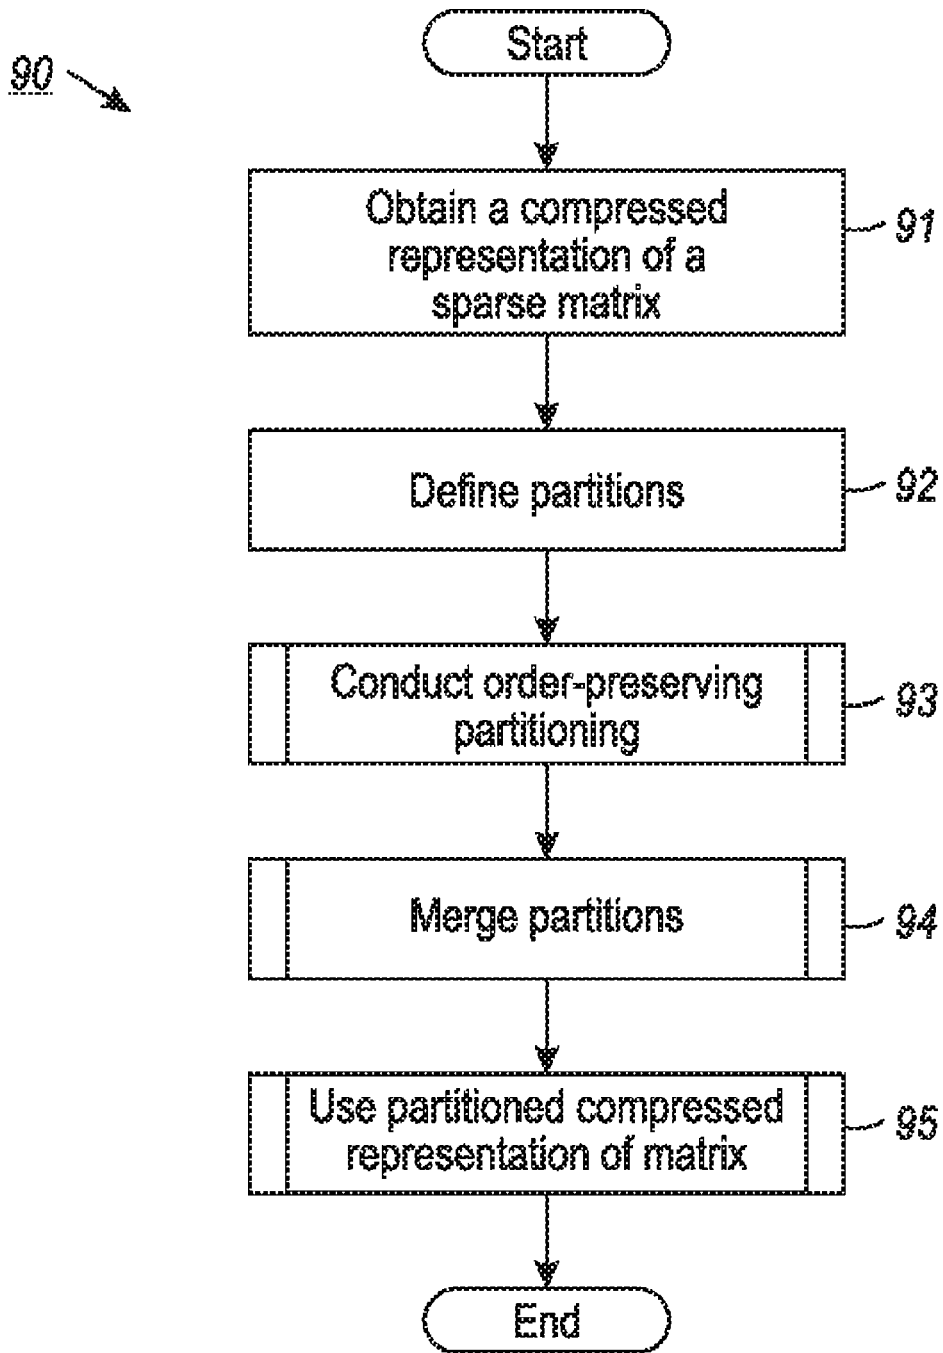 Start
90
Obtain a compressed
representation of a
sparse matrix
91
Define partitions
92
Conduct order-preserving
partitioning
93
Merge partitions
94
Use partitioned compressed
representation of matrix
95
End